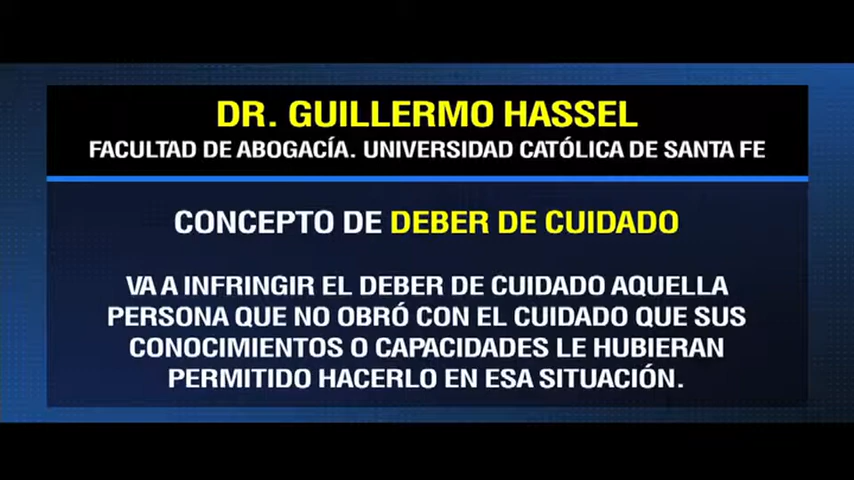 DR. GUILLERMO HASSEL
FACULTAD DE ABOGACÍA. UNIVERSIDAD CATÓLICA DE SANTA FE
CONCEPTO DE DEBER DE CUIDADO
VA A INFRINGIR EL DEBER DE CUIDADO AQUELLA
PERSONA QUE NO OBRÓ CON EL CUIDADO QUE SUS
CONOCIMIENTOS O CAPACIDADES LE HUBIERAN
PERMITIDO HACERLO EN ESA SITUACIÓN.